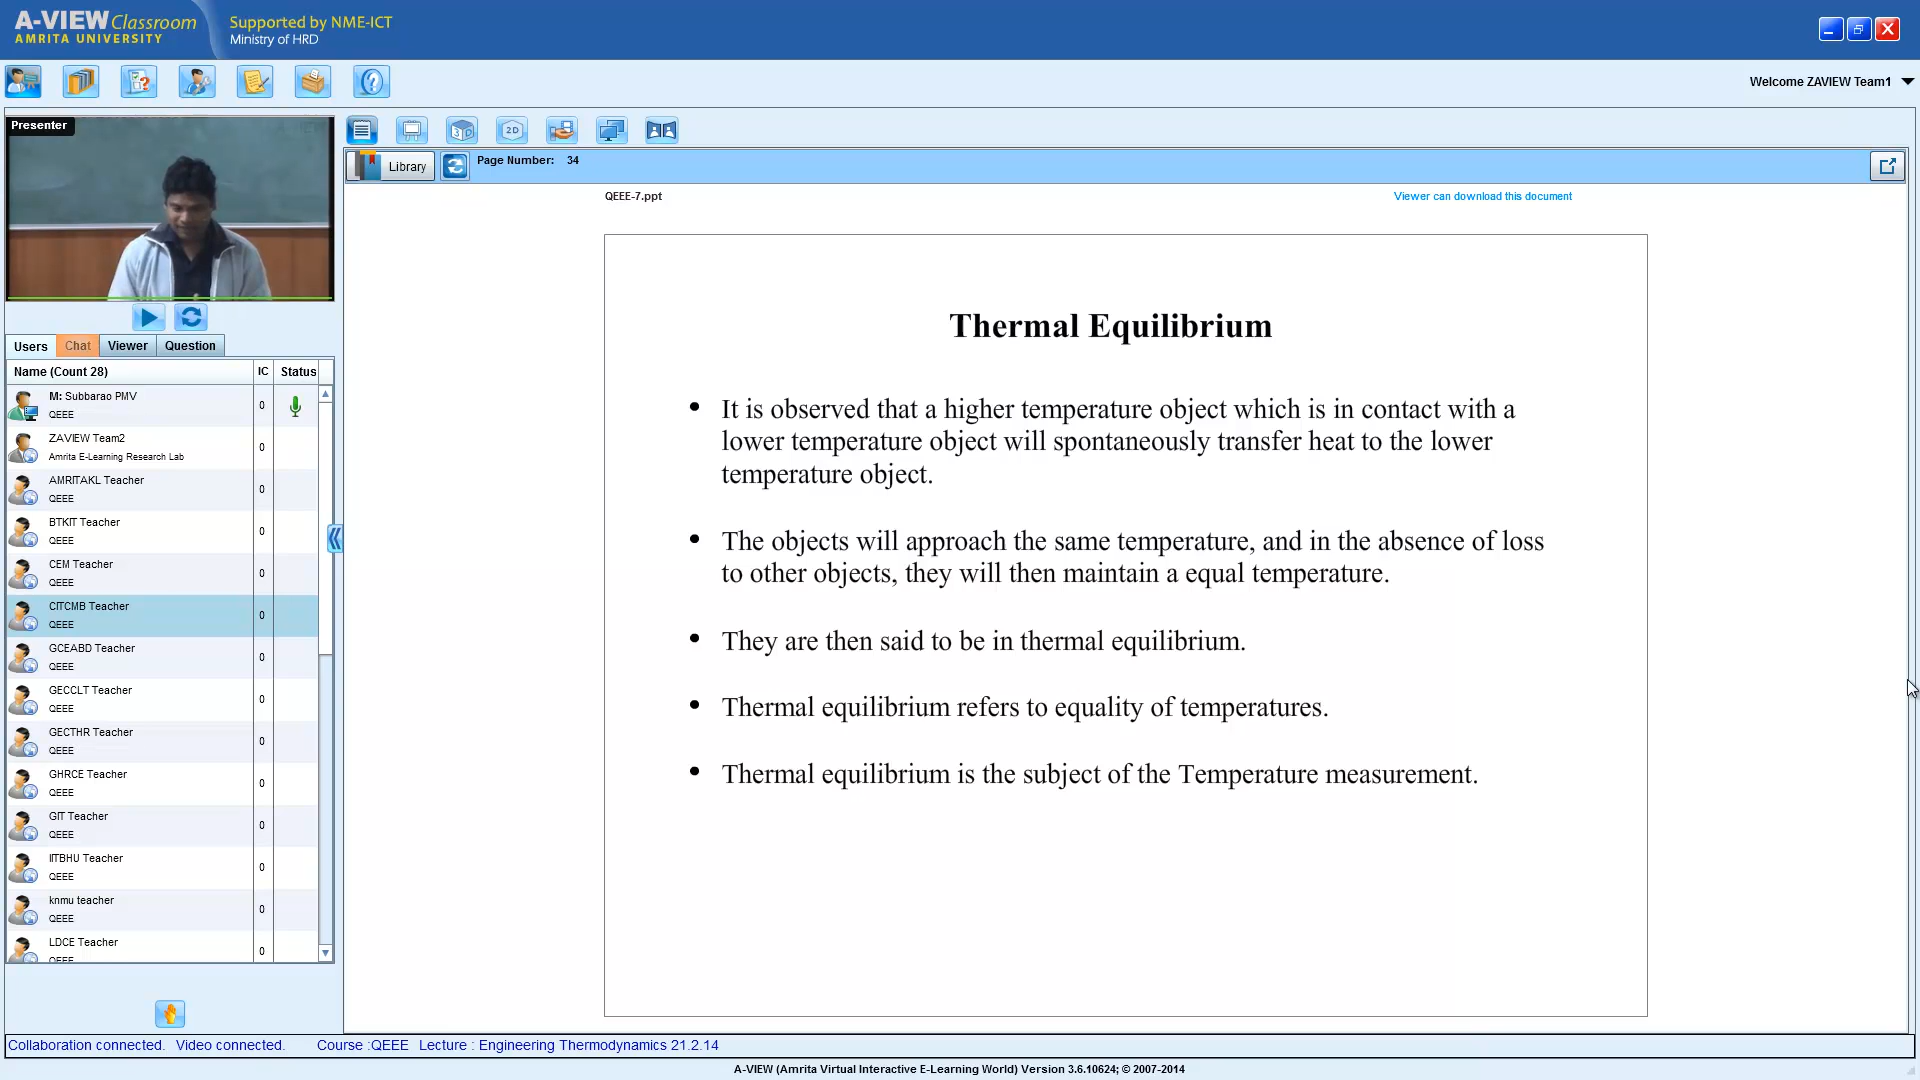 A-VIEW Classroom
AMRITA UNIVERSITY
Supported by NME-ICT
Ministry of HRD
Welcome ZAVIEW Team1
Presenter
Library
Page Number: 34
QEEE-7.ppt
Viewer can download this document
Thermal Equilibrium
• It is observed that a higher temperature object which is in contact with a
lower temperature object will spontaneously transfer heat to the lower
temperature object.
• The objects will approach the same temperature, and in the absence of loss
to other objects, they will then maintain a equal temperature.
• They are then said to be in thermal equilibrium.
• Thermal equilibrium refers to equality of temperatures.
• Thermal equilibrium is the subject of the Temperature measurement.
Users Chat Viewer Question
Name (Count 28) IC Status
M: Subbarao PMV
QEEE
0
ZAVIEW Team2
Amrita E-Learning Research Lab
0
AMRITAKL Teacher
QEEE
0
BTKIT Teacher
QEEE
0
CEM Teacher
QEEE
0
CITCMB Teacher
QEEE
0
GCEABD Teacher
QEEE
0
GECCLT Teacher
QEEE
0
GECTHR Teacher
QEEE
0
GHRCE Teacher
QEEE
0
GIT Teacher
QEEE
0
IITBHU Teacher
QEEE
0
knmu teacher
QEEE
0
LDCE Teacher
QEEE
0
Collaboration connected. Video connected. Course :QEEE Lecture : Engineering Thermodynamics 21.2.14
A-VIEW (Amrita Virtual Interactive E-Learning World) Version 3.6.10624; © 2007-2014